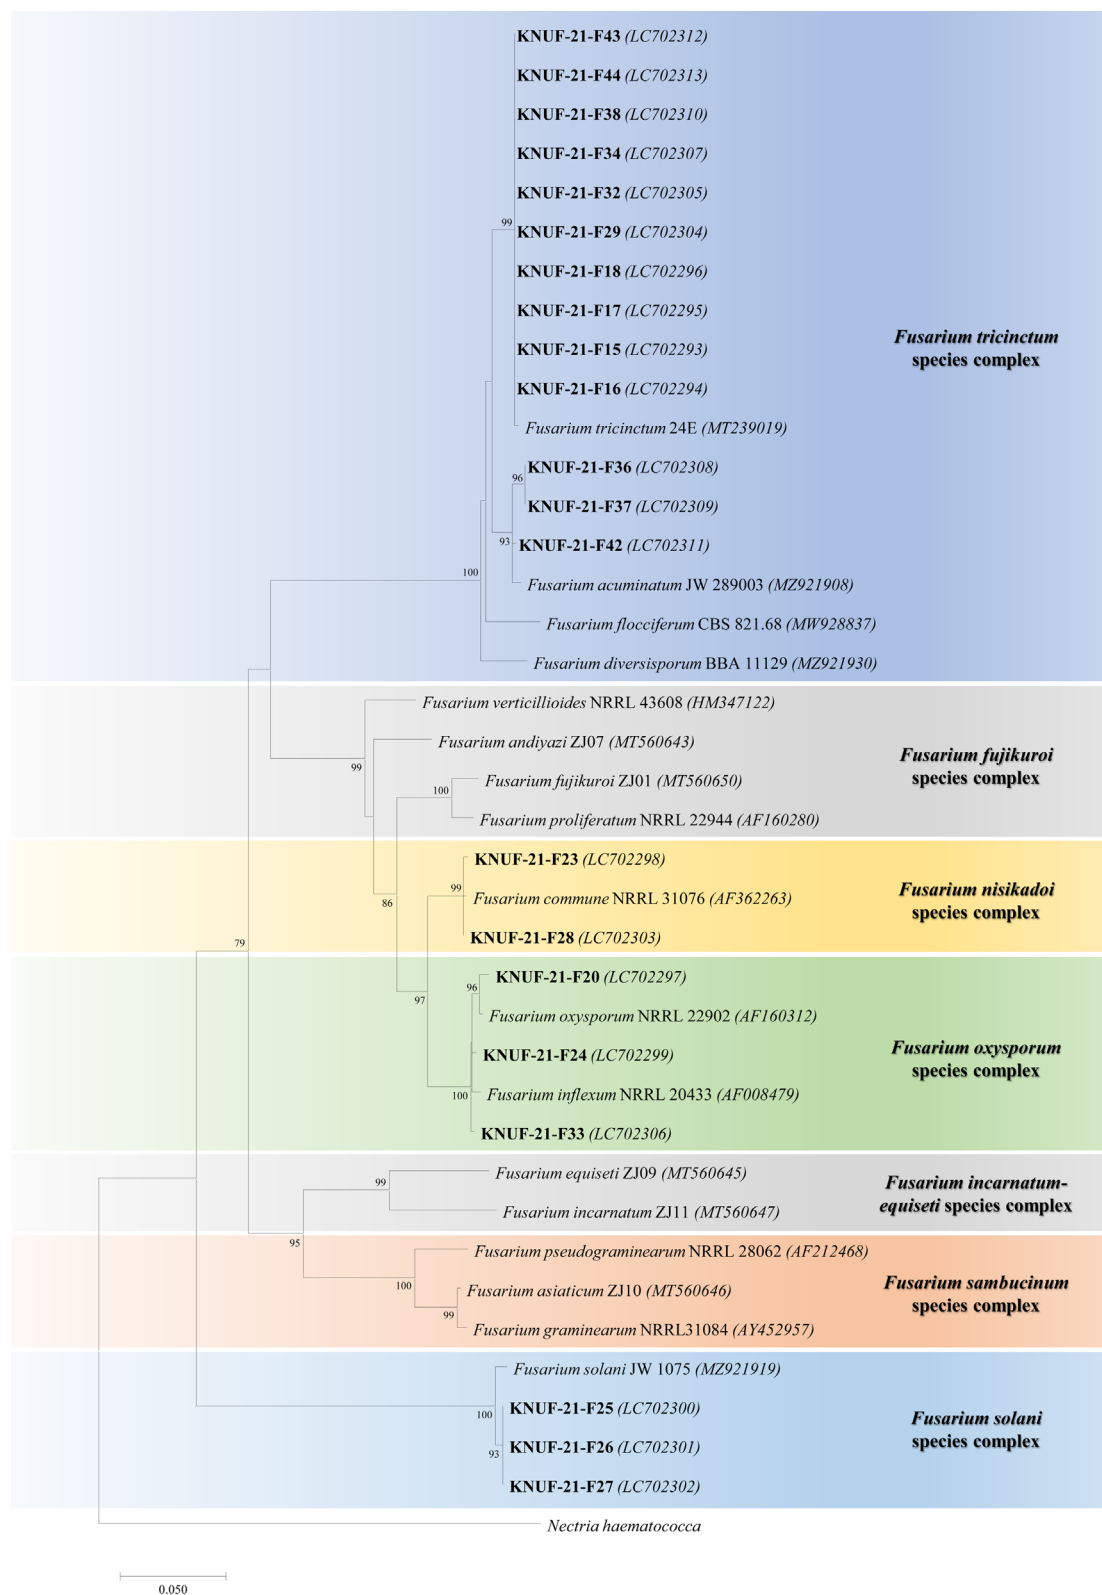 KNUF-21-F43 (LC702312)
KNUF-21-F44 (LC702313)
KNUF-21-F38 (LC702310)
KNUF-21-F34 (LC702307)
KNUF-21-F32 (LC702305)
99
KNUF-21-F29 (LC702304)
KNUF-21-F18 (LC702296)
KNUF-21-F17 (LC702295)
Fusarium tricinctum
species complex
KNUF-21-F15 (LC702293)
KNUF-21-F16 (LC702294)
Fusarium tricinctum 24E (MT239019)
KNUF-21-F36 (LC702308)
96
KNUF-21-F37 (LC702309)
93
KNUF-21-F42 (LC702311)
100
Fusarium acuminatum JW 289003 (MZ921908)
Fusarium flocciferum CBS 821.68 (MW928837)
Fusarium diversisporum BBA 11129 (MZ921930)
Fusarium verticillioides NRRL 43608 (HM347122)
Fusarium andiyazi ZJ07 (MT560643)
Fusarium fujikuroi
species complex
99
Fusarium fujikuroi ZJ01 (MT560650)
100
Fusarium proliferatum NRRL 22944 (AF160280)
KNUF-21-F23 (LC702298)
99
Fusarium commune NRRL 31076 (AF362263)
Fusarium nisikadoi
species complex
86
KNUF-21-F28 (LC702303)
79
KNUF-21-F20 (LC702297)
96
97
Fusarium oxysporum NRRL 22902 (AF160312)
KNUF-21-F24 (LC702299)
Fusarium oxysporum
species complex
Fusarium inflexum NRRL 20433 (AF008479)
100
KNUF-21-F33 (LC702306)
Fusarium equiseti ZJ09 (MT560645)
99
Fusarium incarnatum-
equiseti species complex
Fusarium incarnatum ZJ11 (MT560647)
95
Fusarium pseudograminearum NRRL 28062 (AF212468)
100
Fusarium asiaticum ZJ10 (MT560646)
Fusarium sambucinum
species complex
99
Fusarium graminearum NRRL31084 (AY452957)
Fusarium solani JW 1075 (MZ921919)
100
KNUF-21-F25 (LC702300)
Fusarium solani
species complex
93
KNUF-21-F26 (LC702301)
KNUF-21-F27 (LC702302)
Nectria haematococca
0.050